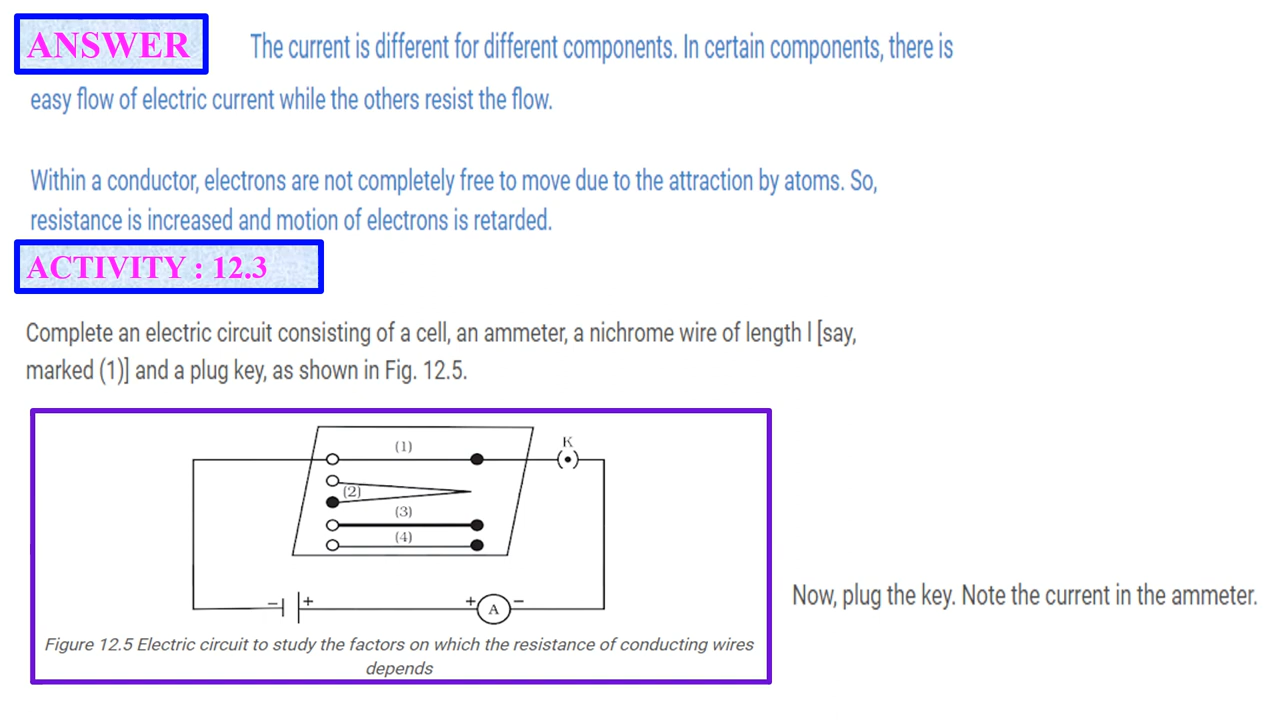 ANSWER The current is different for different components. In certain components, there is
easy flow of electric current while the others resist the flow.
Within a conductor, electrons are not completely free to move due to the attraction by atoms. So,
resistance is increased and motion of electrons is retarded.
ACTIVITY : 12.3
Complete an electric circuit consisting of a cell, an ammeter, a nichrome wire of length l [say,
marked (1)] and a plug key, as shown in Fig. 12.5.
K
(1)
(2)
(3)
(4)
− + + A −
Now, plug the key. Note the current in the ammeter.
Figure 12.5 Electric circuit to study the factors on which the resistance of conducting wires
depends